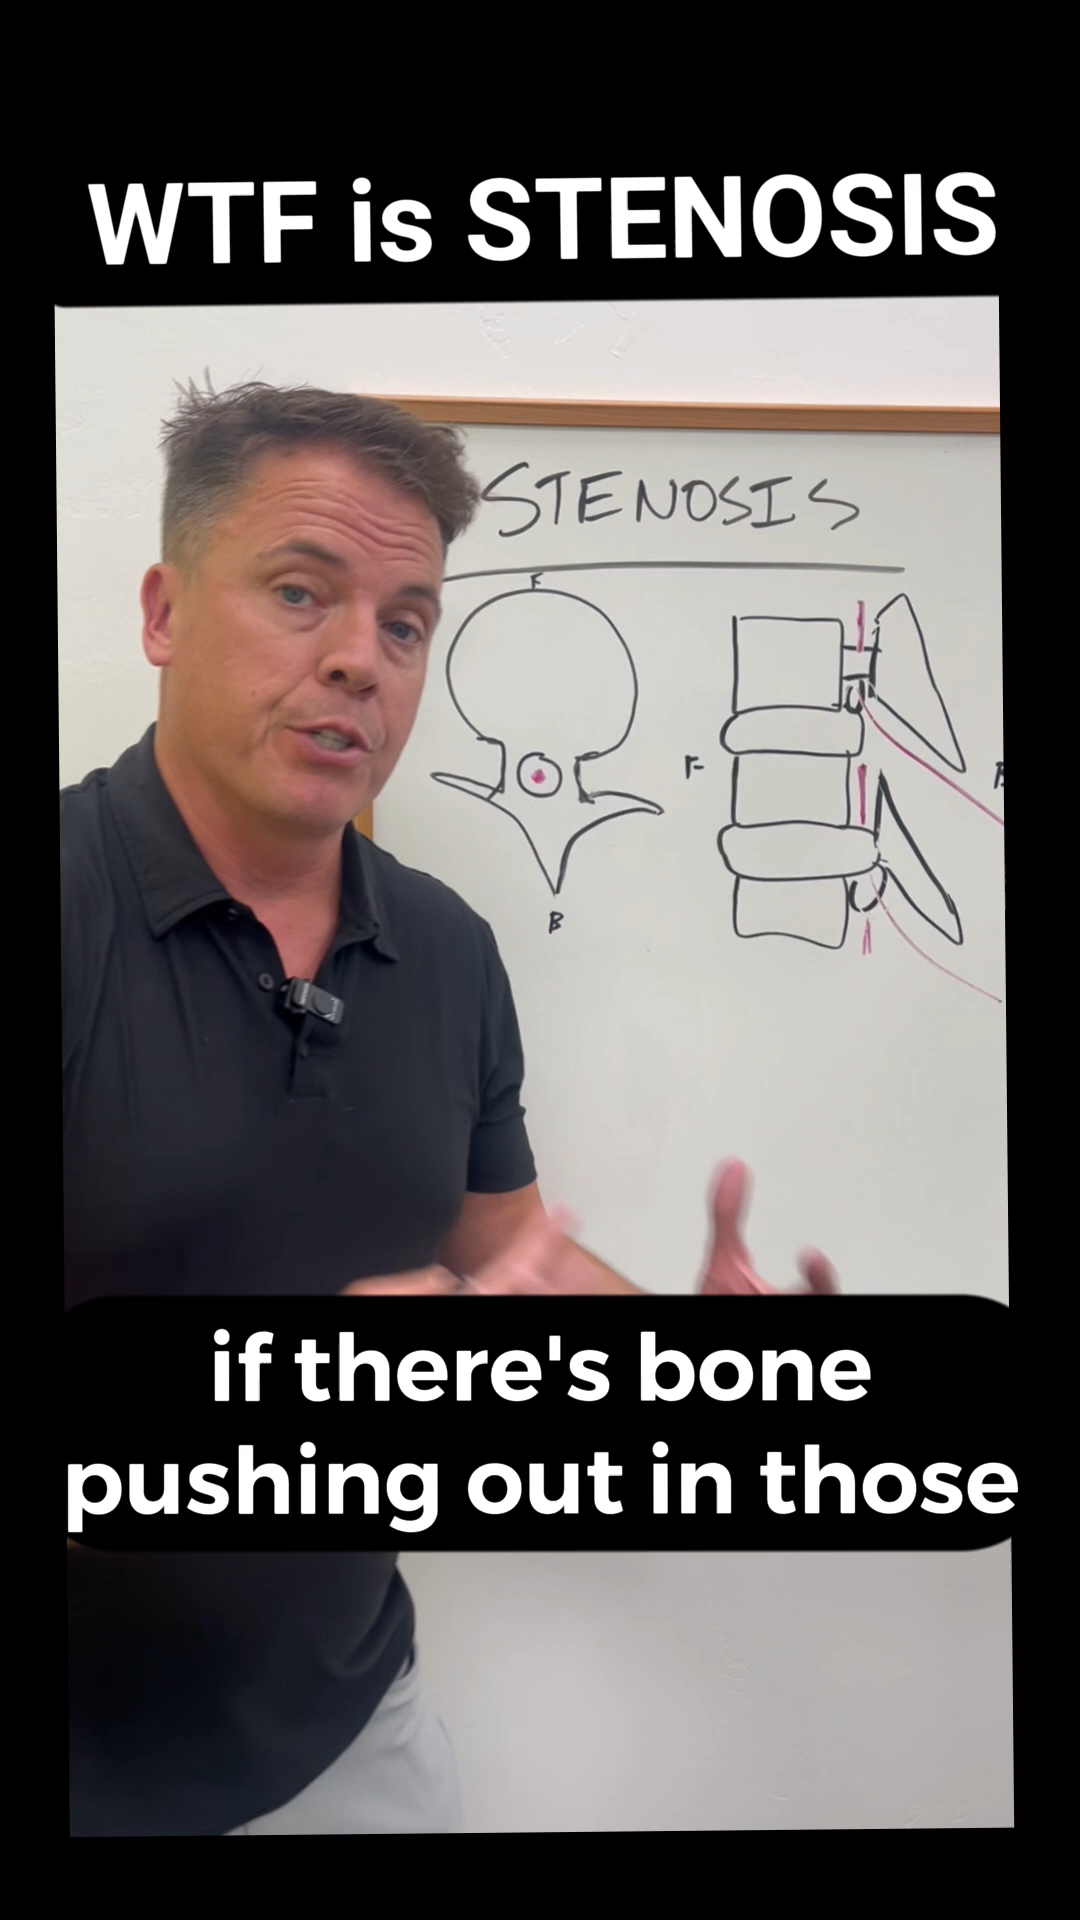 WTF is STENOSIS
STENOSIS
F
F
B
if there's bone
pushing out in those